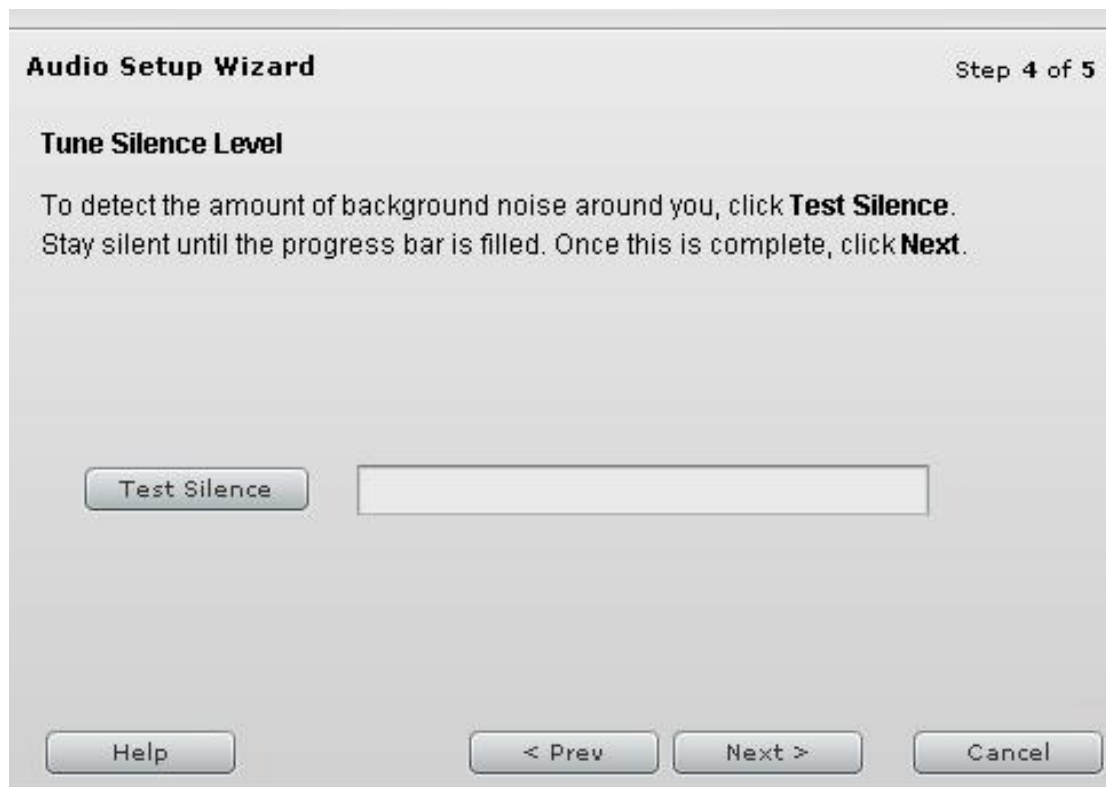 Audio Setup Wizard
Step 4 of 5
Tune Silence Level
To detect the amount of background noise around you, click Test Silence.
Stay silent until the progress bar is filled. Once this is complete, click Next.
Test Silence
Help
< Prev
Next >
Cancel